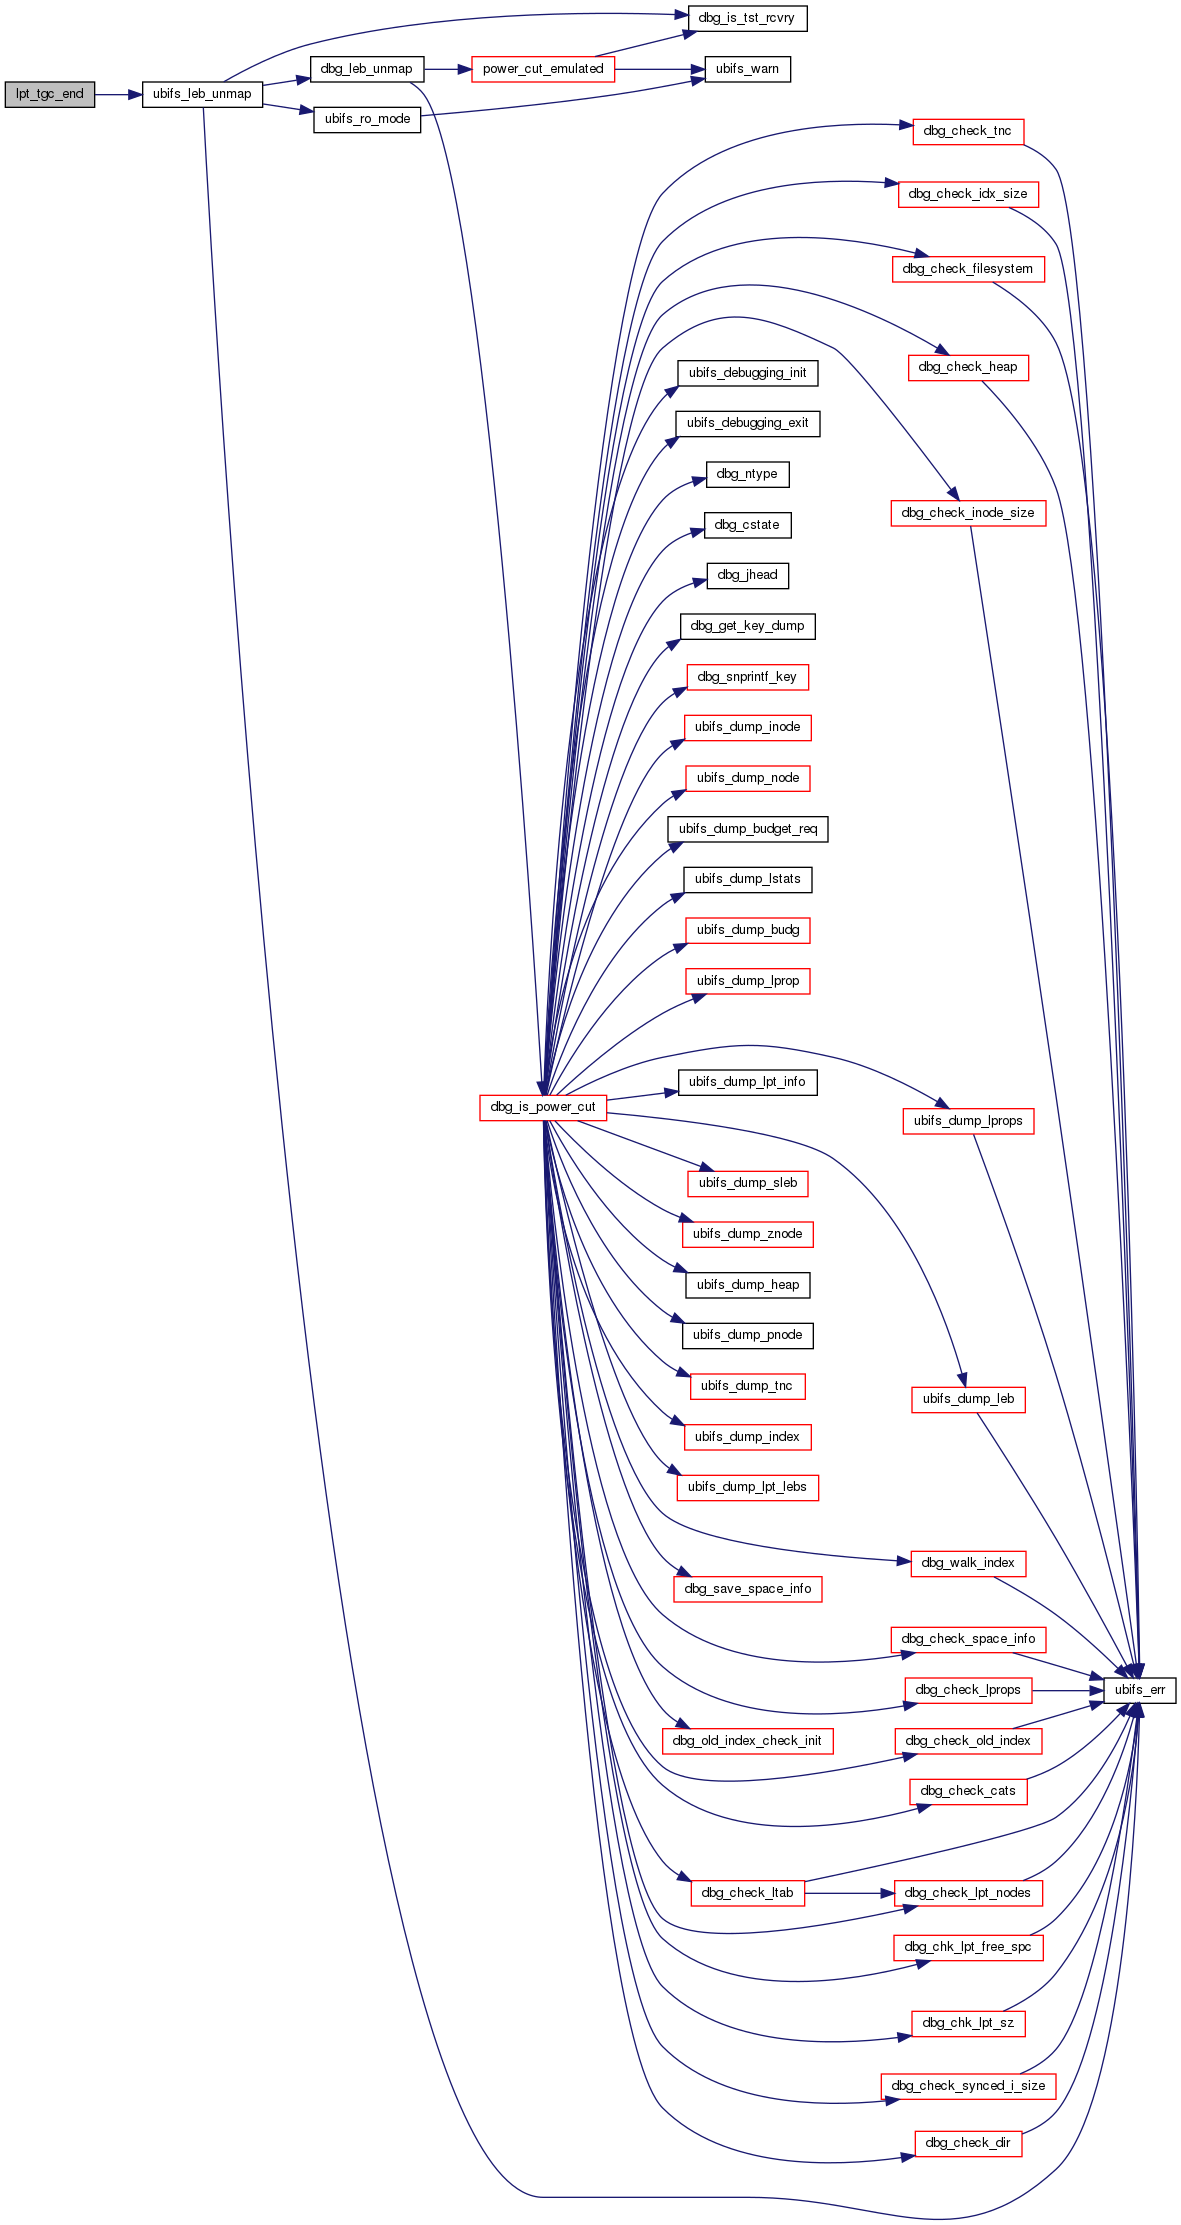 dbg_is_tst_rcvry
dbg_leb_unmap
power_cut_emulated
ubifs_warn
lpt_tgc_end
ubifs_leb_unmap
ubifs_ro_mode
dbg_check_tnc
dbg_check_idx_size
dbg_check_filesystem
dbg_check_heap
ubifs_debugging_init
ubifs_debugging_exit
dbg_ntype
dbg_check_inode_size
dbg_cstate
dbg_jhead
dbg_get_key_dump
dbg_snprintf_key
ubifs_dump_inode
ubifs_dump_node
ubifs_dump_budget_req
ubifs_dump_lstats
ubifs_dump_budg
ubifs_dump_lprop
ubifs_dump_lpt_info
dbg_is_power_cut
ubifs_dump_lprops
ubifs_dump_sleb
ubifs_dump_znode
ubifs_dump_heap
ubifs_dump_pnode
ubifs_dump_tnc
ubifs_dump_leb
ubifs_dump_index
ubifs_dump_lpt_lebs
dbg_walk_index
dbg_save_space_info
dbg_check_space_info
dbg_check_lprops
ubifs_err
dbg_old_index_check_init
dbg_check_old_index
dbg_check_cats
dbg_check_ltab
dbg_check_lpt_nodes
dbg_chk_lpt_free_spc
dbg_chk_lpt_sz
dbg_check_synced_i_size
dbg_check_dir